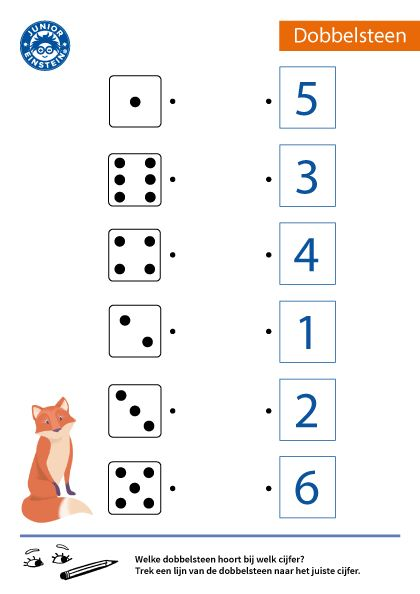 JUNIOR
EINSTEIN
Dobbelsteen
5
3
4
1
2
6
Welke dobbelsteen hoort bij welk cijfer?
Trek een lijn van de dobbelsteen naar het juiste cijfer.